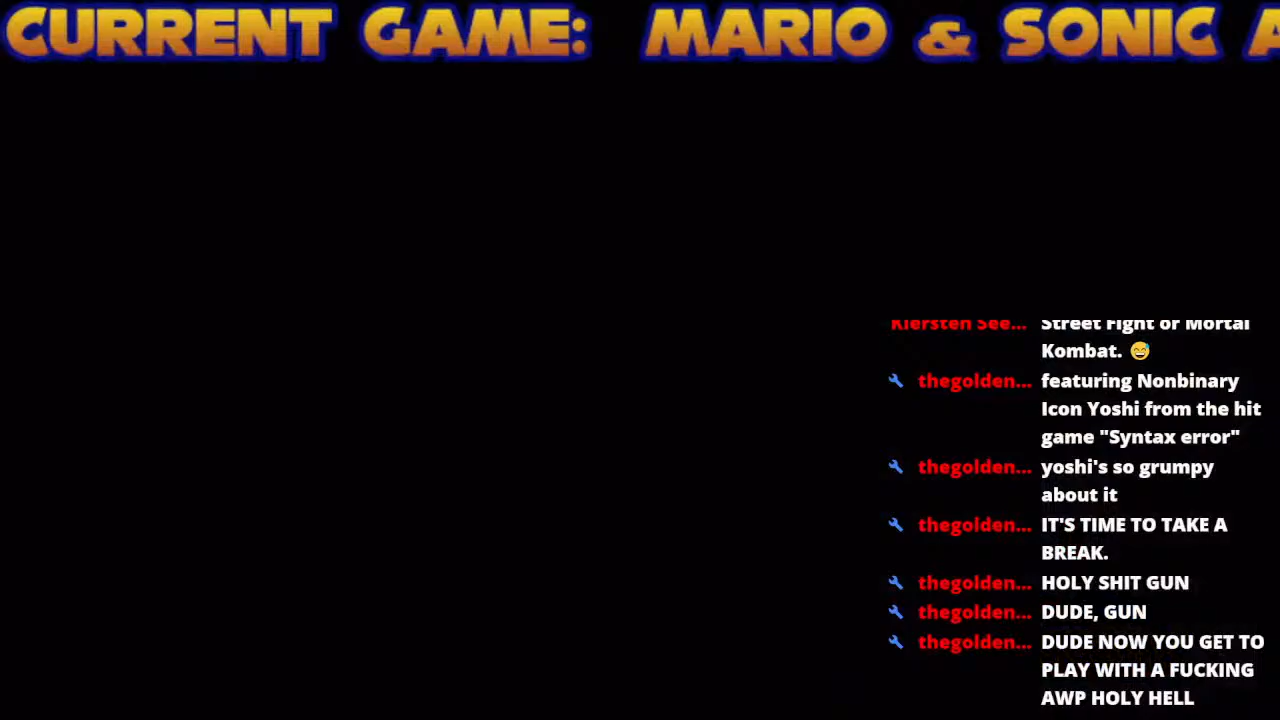 CURRENT GAME: MARIO & SONIC A
Kiersten See... Street Fight or Mortal
Kombat. 😅
thegolden... featuring Nonbinary
Icon Yoshi from the hit
game "Syntax error"
thegolden... yoshi's so grumpy
about it
thegolden... IT'S TIME TO TAKE A
BREAK.
thegolden... HOLY SHIT GUN
thegolden... DUDE, GUN
thegolden... DUDE NOW YOU GET TO
PLAY WITH A FUCKING
AWP HOLY HELL